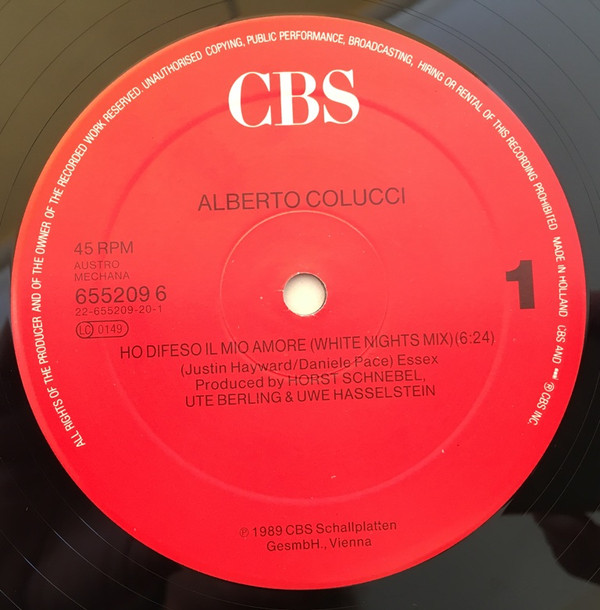 ALL RIGHTS OF THE PRODUCER AND OF THE OWNER OF THE RECORDED WORK RESERVED. UNAUTHORISED COPYING, PUBLIC PERFORMANCE, BROADCASTING, HIRING OR RENTAL OF THIS RECORDING PROHIBITED MADE IN HOLLAND CBS AND ℗ CBS INC.
CBS
ALBERTO COLUCCI
45 RPM
AUSTRO
MECHANA
655209 6
22-655209-20-1
LC 0149
1
HO DIFESO IL MIO AMORE (WHITE NIGHTS MIX)(6:24)
(Justin Hayward/Daniele Pace) Essex
Produced by HORST SCHNEBEL,
UTE BERLING & UWE HASSELSTEIN
℗ 1989 CBS Schallplatten
GesmbH., Vienna